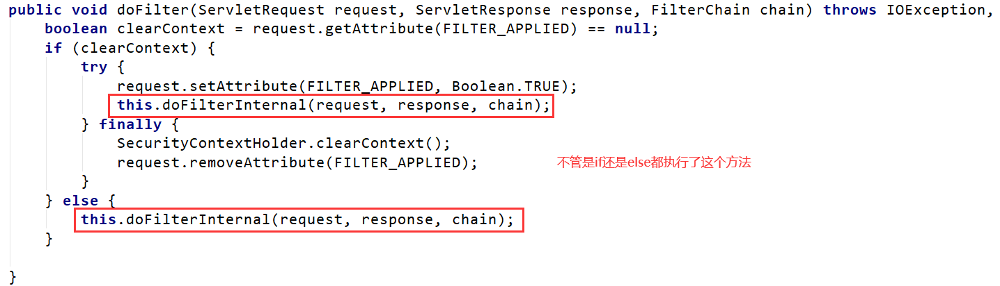 public void doFilter(ServletRequest request, ServletResponse response, FilterChain chain) throws IOException,
boolean clearContext = request.getAttribute(FILTER_APPLIED) == null;
if (clearContext) {
try {
request.setAttribute(FILTER_APPLIED, Boolean.TRUE);
this.doFilterInternal(request, response, chain);
} finally {
SecurityContextHolder.clearContext();
request.removeAttribute(FILTER_APPLIED);
不管是if还是else都执行了这个方法
}
} else {
this.doFilterInternal(request, response, chain);
}
}